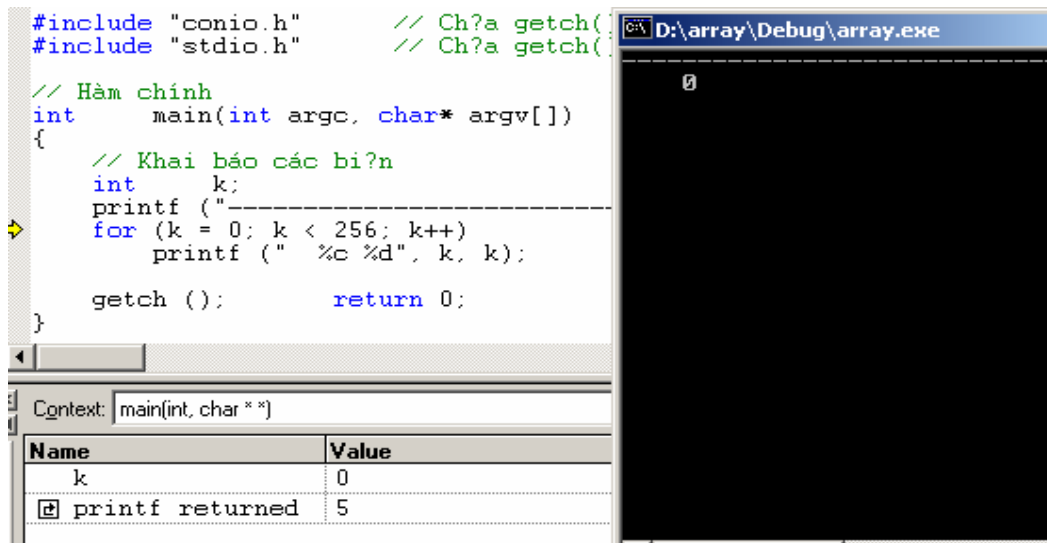 #include "conio.h" // Ch?a getch(
#include "stdio.h" // Ch?a getch(
// Hàm chính
int main(int argc, char* argv[])
{
// Khai báo các bi?n
int k;
printf ("---------------------------
for (k = 0; k < 256; k++)
printf ("  %c %d", k, k);
getch (); return 0;
}
Context: main(int, char * *)
Name Value
k 0
printf returned 5
D:\array\Debug\array.exe
-------------------------------
0